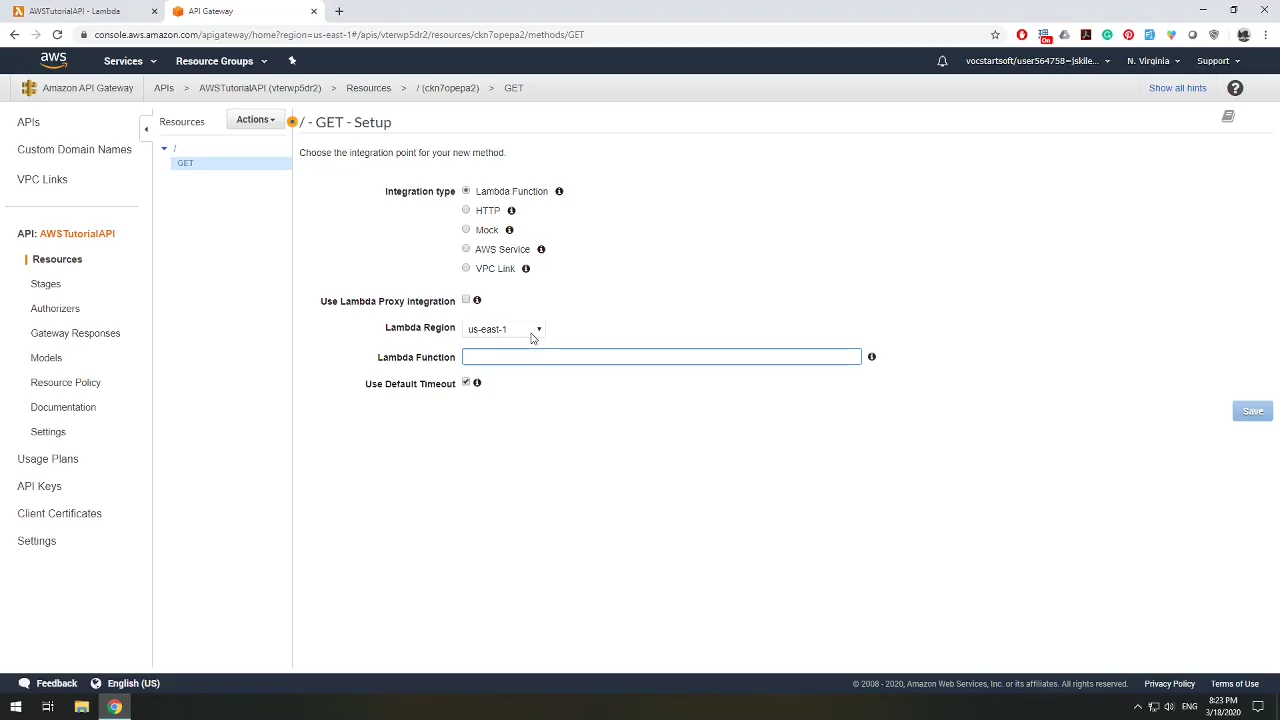 AWSTutorialAPI - Lambda
API Gateway
console.aws.amazon.com/apigateway/home?region=us-east-1#/apis/vterwp5dr2/resources/ckn7opepa2/methods/GET
On
aws
Services
Resource Groups
vocstartsoft/user564758=jsklle...
N. Virginia
Support
Amazon API Gateway
APIs > AWSTutorialAPI (vterwp5dr2) > Resources > / (ckn7opepa2) > GET
Show all hints
?
APIs
Custom Domain Names
VPC Links
API: AWSTutorialAPI
Resources
Stages
Authorizers
Gateway Responses
Models
Resource Policy
Documentation
Settings
Usage Plans
API Keys
Client Certificates
Settings
Resources
Actions
/
GET
/ - GET - Setup
Choose the integration point for your new method.
Integration type
Lambda Function
HTTP
Mock
AWS Service
VPC Link
Use Lambda Proxy integration
Lambda Region
us-east-1
Lambda Function
Use Default Timeout
Save
Feedback
English (US)
© 2008 - 2020, Amazon Web Services, Inc. or its affiliates. All rights reserved.
Privacy Policy
Terms of Use
ENG
8:23 PM
3/18/2020